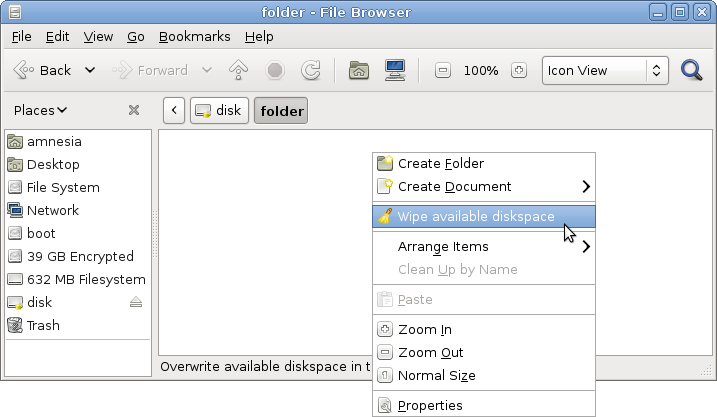 folder - File Browser
File Edit View Go Bookmarks Help
Back Forward 100% Icon View
Places disk folder
amnesia
Desktop
File System
Network
boot
39 GB Encrypted
632 MB Filesystem
disk
Trash
Create Folder
Create Document
Wipe available diskspace
Arrange Items
Clean Up by Name
Paste
Zoom In
Zoom Out
Normal Size
Properties
Overwrite available diskspace in t